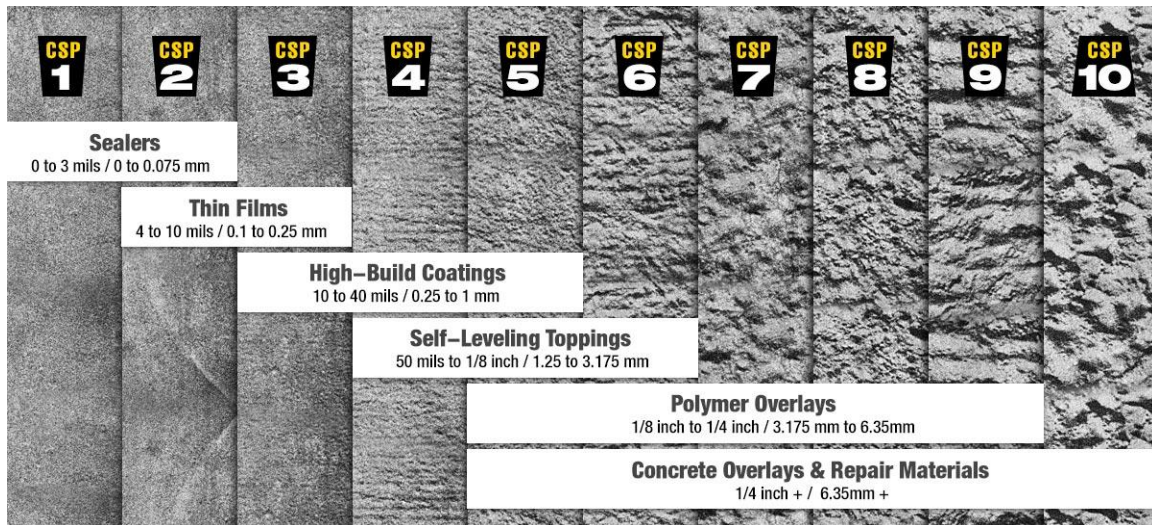 CSP 1
CSP 2
CSP 3
CSP 4
CSP 5
CSP 6
CSP 7
CSP 8
CSP 9
CSP 10
Sealers
0 to 3 mils / 0 to 0.075 mm
Thin Films
4 to 10 mils / 0.1 to 0.25 mm
High–Build Coatings
10 to 40 mils / 0.25 to 1 mm
Self–Leveling Toppings
50 mils to 1/8 inch / 1.25 to 3.175 mm
Polymer Overlays
1/8 inch to 1/4 inch / 3.175 mm to 6.35mm
Concrete Overlays & Repair Materials
1/4 inch + / 6.35mm +